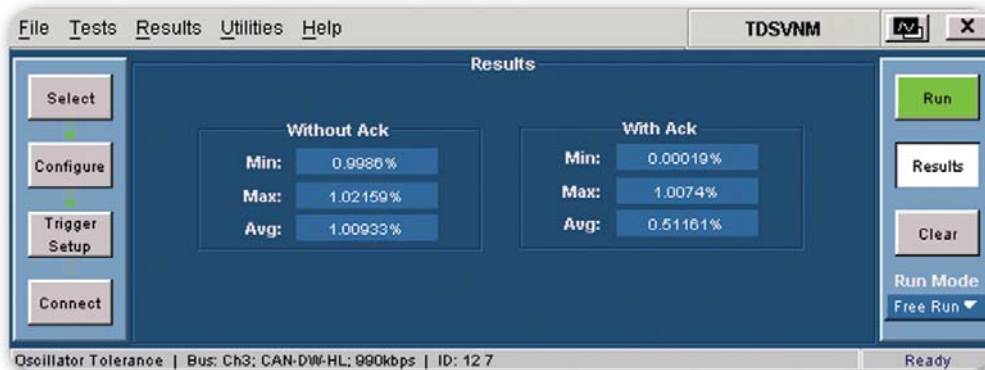 File Tests Results Utilities Help TDSVNM X
Results
Select
Configure
Trigger
Setup
Connect
Without Ack
Min: 0.9986%
Max: 1.02159%
Avg: 1.00933%
With Ack
Min: 0.00019%
Max: 1.0074%
Avg: 0.51161%
Run
Results
Clear
Run Mode
Free Run
Oscillator Tolerance | Bus: Ch3; CAN-DW-HL; 990kbps | ID: 12 7 Ready